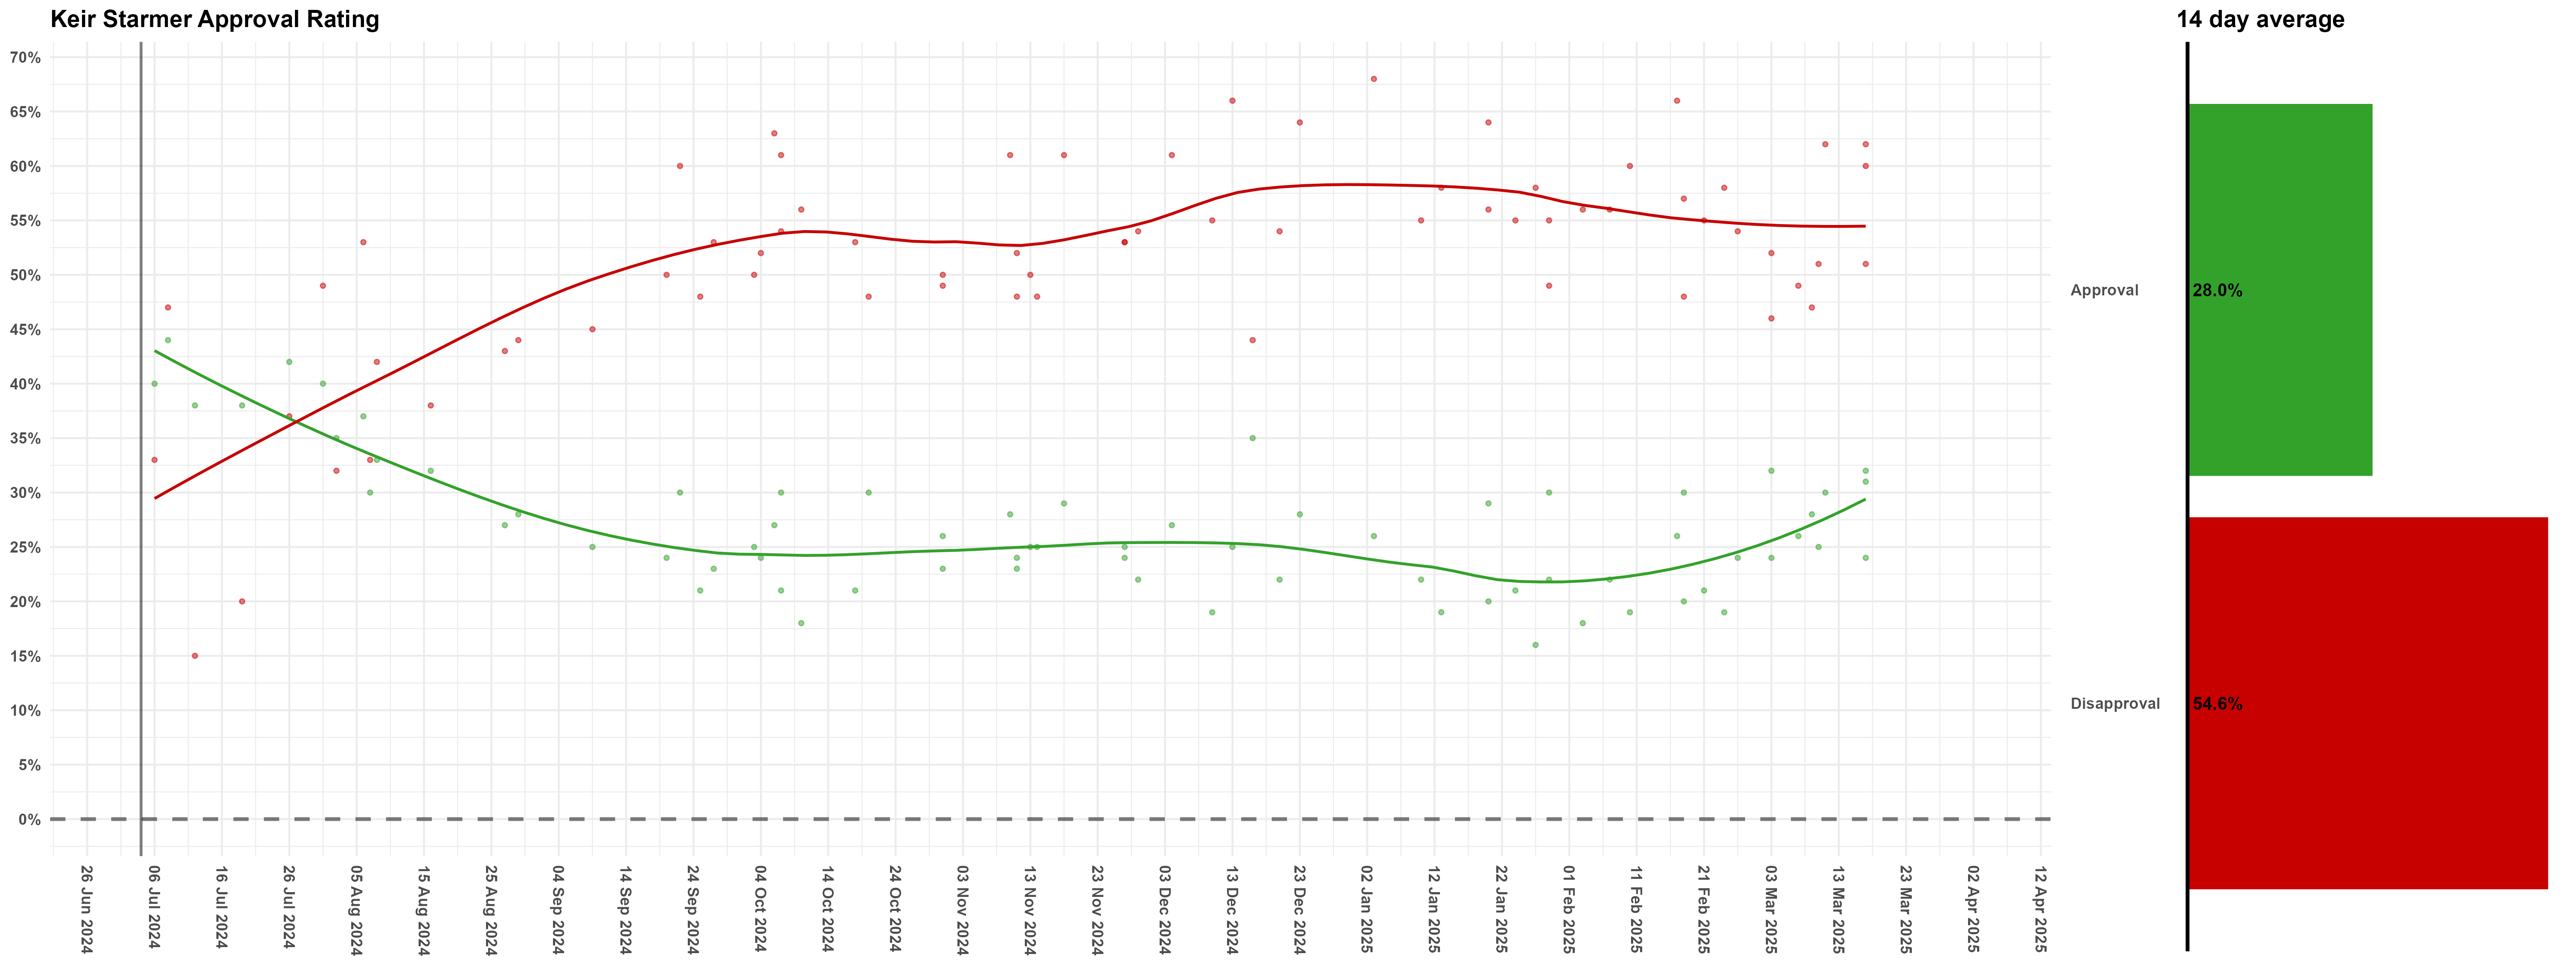 Keir Starmer Approval Rating
70%
65%
60%
55%
50%
45%
40%
35%
30%
25%
20%
15%
10%
5%
0%
26 Jun 2024
06 Jul 2024
16 Jul 2024
26 Jul 2024
05 Aug 2024
15 Aug 2024
25 Aug 2024
04 Sep 2024
14 Sep 2024
24 Sep 2024
04 Oct 2024
14 Oct 2024
24 Oct 2024
03 Nov 2024
13 Nov 2024
23 Nov 2024
03 Dec 2024
13 Dec 2024
23 Dec 2024
02 Jan 2025
12 Jan 2025
22 Jan 2025
01 Feb 2025
11 Feb 2025
21 Feb 2025
03 Mar 2025
13 Mar 2025
23 Mar 2025
02 Apr 2025
12 Apr 2025
14 day average
Approval
28.0%
Disapproval
54.6%